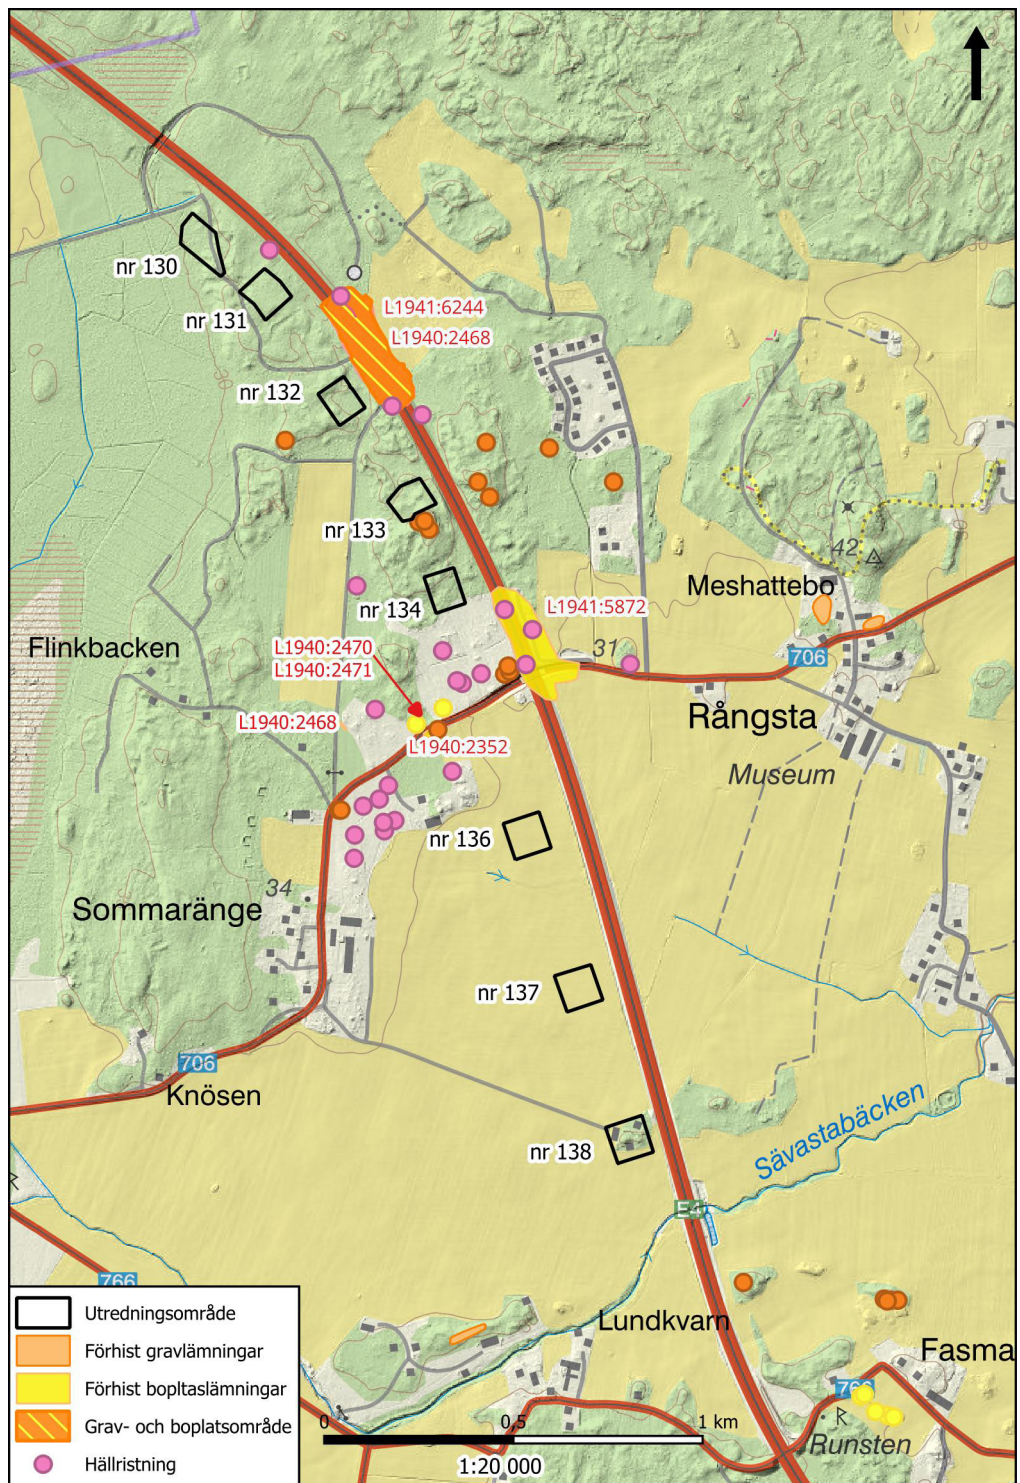 nr 130
nr 131
L1941:6244
L1940:2468
nr 132
nr 133
42
Meshattebo
nr 134
L1941:5872
Flinkbacken
L1940:2470
L1940:2471
31
706
L1940:2468
Rångsta
L1940:2352
Museum
nr 136
34
Sommaränge
nr 137
706
Knösen
Sävastabäcken
nr 138
E4
766
Utredningsområde
Förhist gravlämningar
Förhist bopltaslämningar
Grav- och boplatsområde
Hällristning
Lundkvarn
Fasma
Runsten
0 0.5 1 km
1:20 000